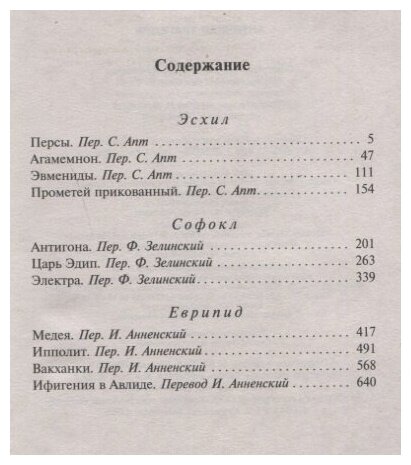 Содержание
Эсхил
Персы. Пер. С. Апт 5
Агамемнон. Пер. С. Апт 47
Эвмениды. Пер. С. Апт 111
Прометей прикованный. Пер. С. Апт 154
Софокл
Антигона. Пер. Ф. Зелинский 201
Царь Эдип. Пер. Ф. Зелинский 263
Электра. Пер. Ф. Зелинский 339
Еврипид
Медея. Пер. И. Анненский 417
Ипполит. Пер. И. Анненский 491
Вакханки. Пер. И. Анненский 568
Ифигения в Авлиде. Перевод И. Анненский 640